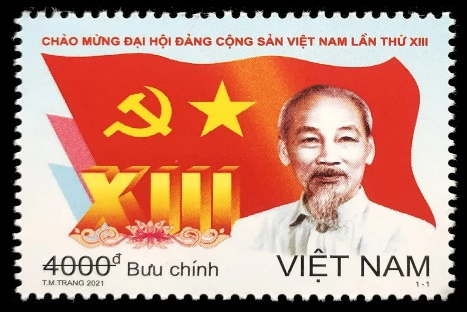 CHÀO MỪNG ĐẠI HỘI ĐẢNG CỘNG SẢN VIỆT NAM LẦN THỨ XIII
XIII
4000đ Bưu chính
VIỆT NAM
T.M.TRANG 2021
1-1